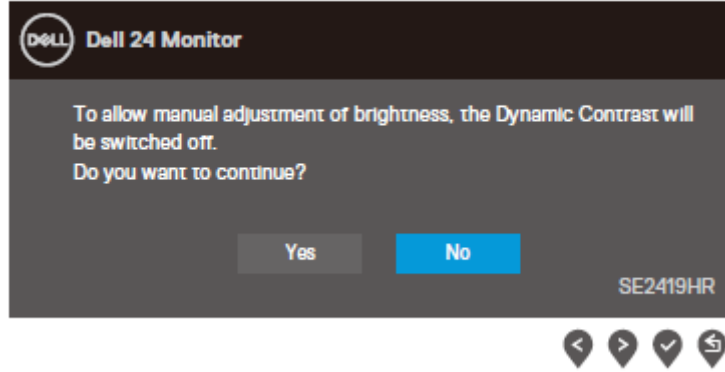 DELL Dell 24 Monitor
To allow manual adjustment of brightness, the Dynamic Contrast will
be switched off.
Do you want to continue?
Yes No
SE2419HR